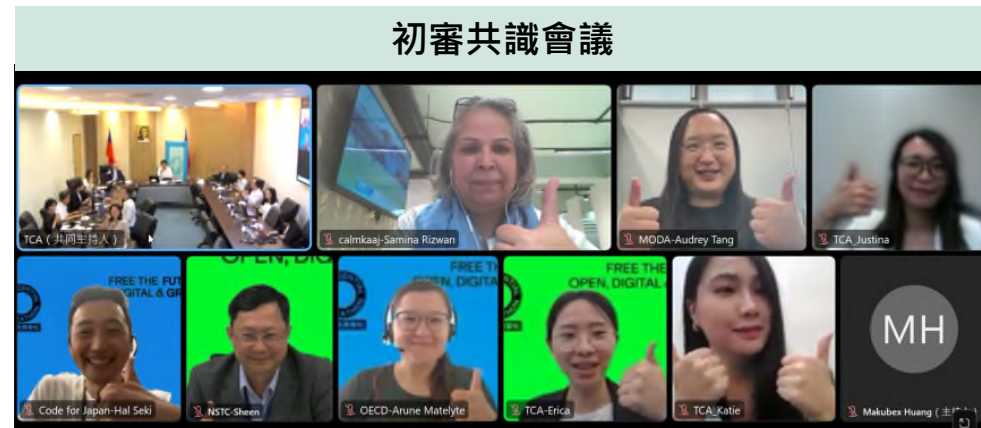 初審共識會議
TCA（共同主持人）
calmkaaj-Samina Rizwan
MODA-Audrey Tang
TCA_Justina
FREE THE FUT
DIGITAL & GR
OPEN, DIG
FREE TH
N, DIGITAL &
FREE THE
OPEN, DIGITAL
MH
Code for Japan-Hal Seki
NSTC-Sheen
OECD-Arune Matelyte
TCA-Erica
TCA_Katie
Makubex Huang